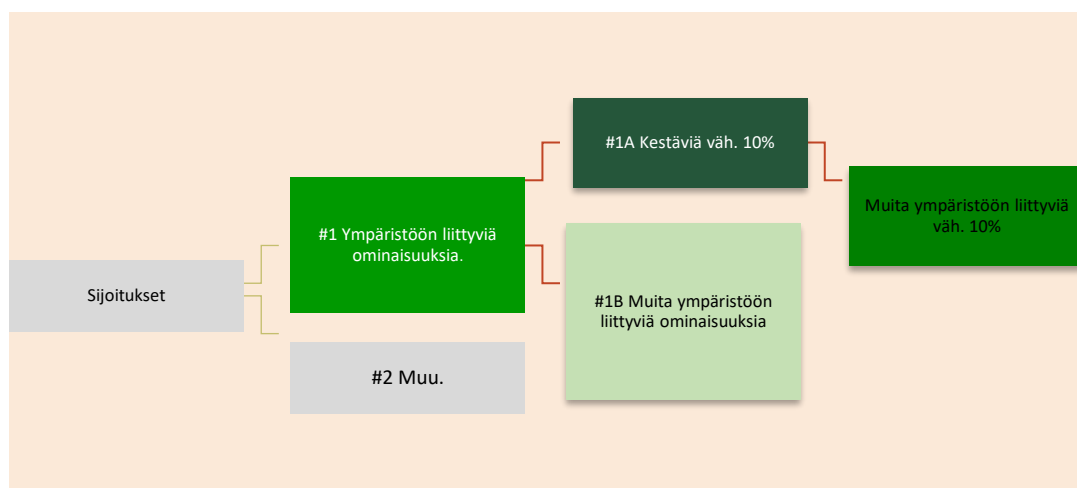 Sijoitukset
#1 Ympäristöön liittyviä
ominaisuuksia.
#2 Muu.
#1A Kestäviä väh. 10%
#1B Muita ympäristöön
liittyviä ominaisuuksia
Muita ympäristöön liittyviä
väh. 10%